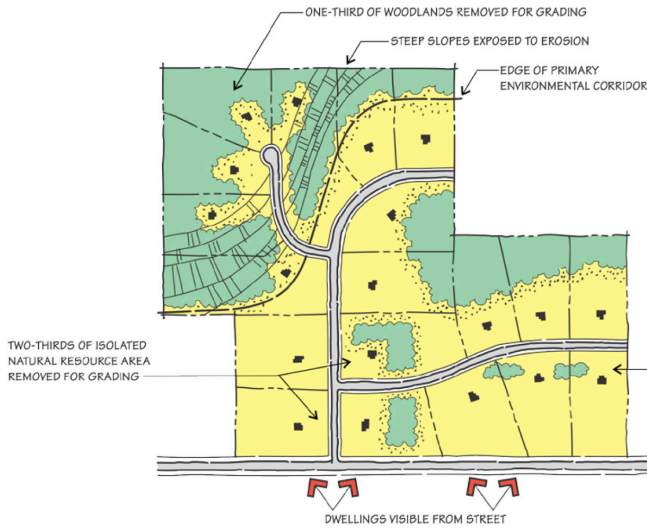 ONE-THIRD OF WOODLANDS REMOVED FOR GRADING
STEEP SLOPES EXPOSED TO EROSION
EDGE OF PRIMARY
ENVIRONMENTAL CORRIDOR
TWO-THIRDS OF ISOLATED
NATURAL RESOURCE AREA
REMOVED FOR GRADING
DWELLINGS VISIBLE FROM STREET